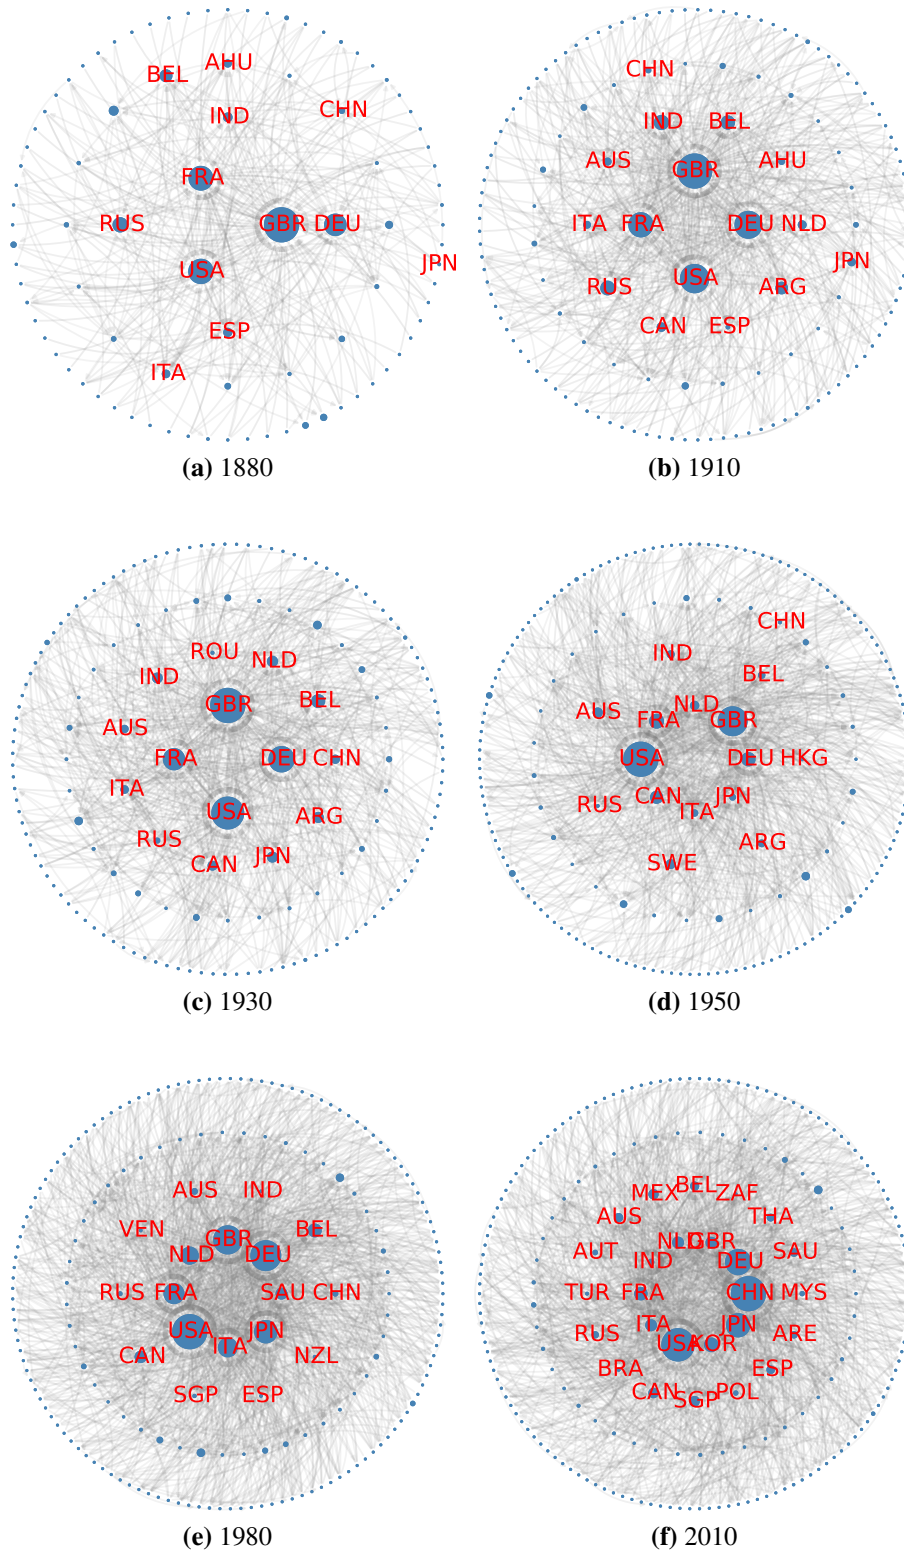 BEL AHU
IND CHN
FRA
RUS GBR DEU
JPN
USA
ESP
ITA
(a) 1880
CHN
IND BEL
AUS GBR AHU
ITA FRA DEU NLD
JPN
RUS USA ARG
CAN ESP
(b) 1910
ROU NLD
IND
GBR BEL
AUS
FRA DEU CHN
ITA
USA ARG
RUS
CAN JPN
(c) 1930
CHN
IND
BEL
AUS FRA NLD GBR
USA DEU HKG
RUS CAN ITA JPN
SWE ARG
(d) 1950
AUS IND
VEN GBR BEL
NLD DEU
RUS FRA SAU CHN
USA ITA JPN
CAN NZL
SGP ESP
(e) 1980
MEX BEL ZAF
AUS THA
AUT NLD GBR SAU
IND DEU
TUR FRA CHN MYS
RUS ITA JPN ARE
USA KOR
BRA ESP
CAN SGP POL
(f) 2010